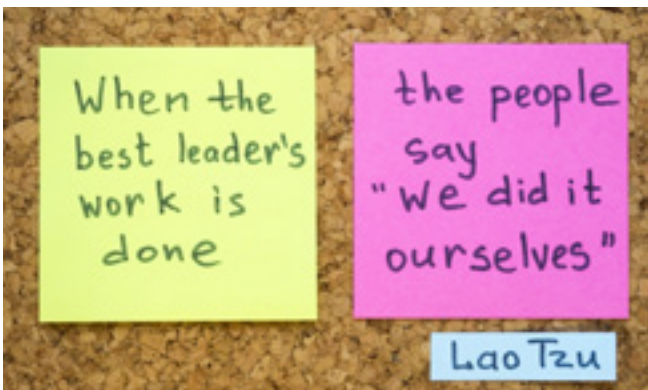 When the
best leader's
work is
done
the people
say
"We did it
ourselves"
Lao Tzu